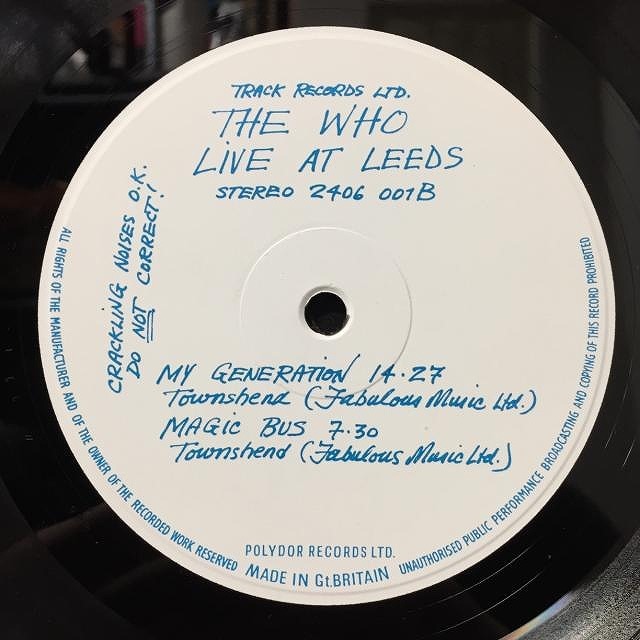 TRACK RECORDS LTD.
THE WHO
LIVE AT LEEDS
STEREO 2406 001B
CRACKLING NOISES O.K.
DO NOT CORRECT!
MY GENERATION 14.27
Townshend (Fabulous Music Ltd.)
MAGIC BUS 7.30
Townshend (Fabulous Music Ltd.)
POLYDOR RECORDS LTD.
ALL RIGHTS OF THE MANUFACTURER AND OF THE OWNER OF THE RECORDED WORK RESERVED
MADE IN Gt.BRITAIN
UNAUTHORISED PUBLIC PERFORMANCE BROADCASTING AND COPYING OF THIS RECORD PROHIBITED